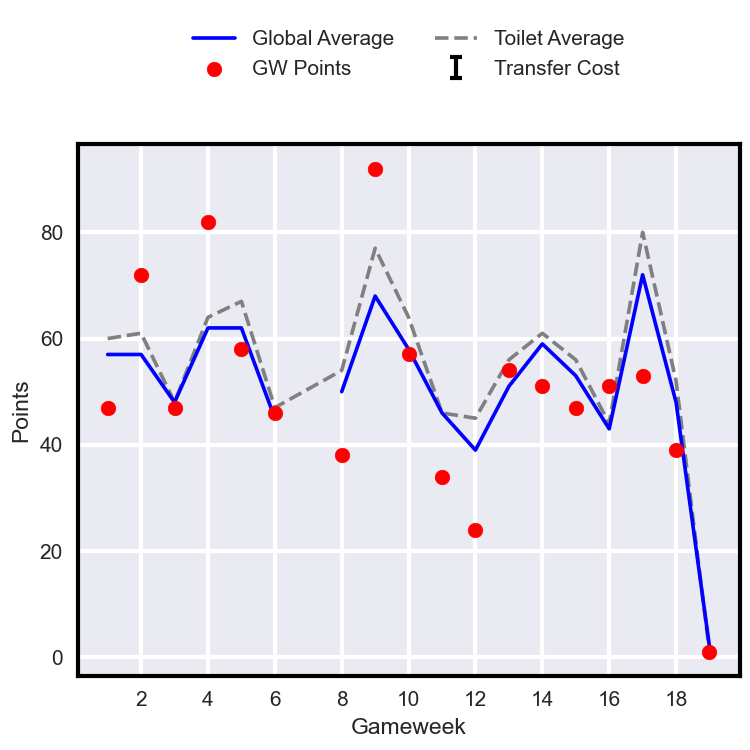 Global Average
Toilet Average
GW Points
Transfer Cost
Points
80
60
40
20
0
2 4 6 8 10 12 14 16 18
Gameweek